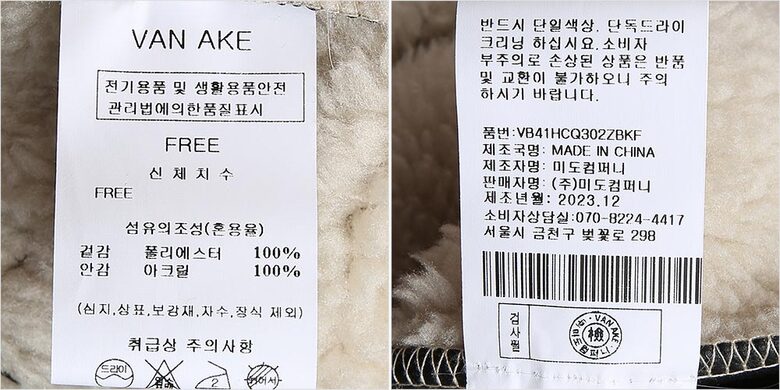 VAN AKE
전기용품 및 생활용품안전
관리법에의한품질표시
FREE
신체치수
FREE
섬유의조성(혼용율)
겉감 폴리에스터 100%
안감 아크릴 100%
(심지,상표,보강재,자수,장식 제외)
취급상 주의사항
드라이
2
반드시 단일색상, 단독드라이
크리닝 하십시요.소비자
부주의로 손상된 상품은 반품
및 교환이 불가하오니 주의
하시기 바랍니다.
품번:VB41HCQ302ZBKF
제조국명: MADE IN CHINA
제조자명: 미도컴퍼니
판매자명: (주)미도컴퍼니
제조년월: 2023.12
소비자상담실:070-8224-4417
서울시 금천구 벚꽃로 298
검사필
檢
VAN AKE
미도컴퍼니